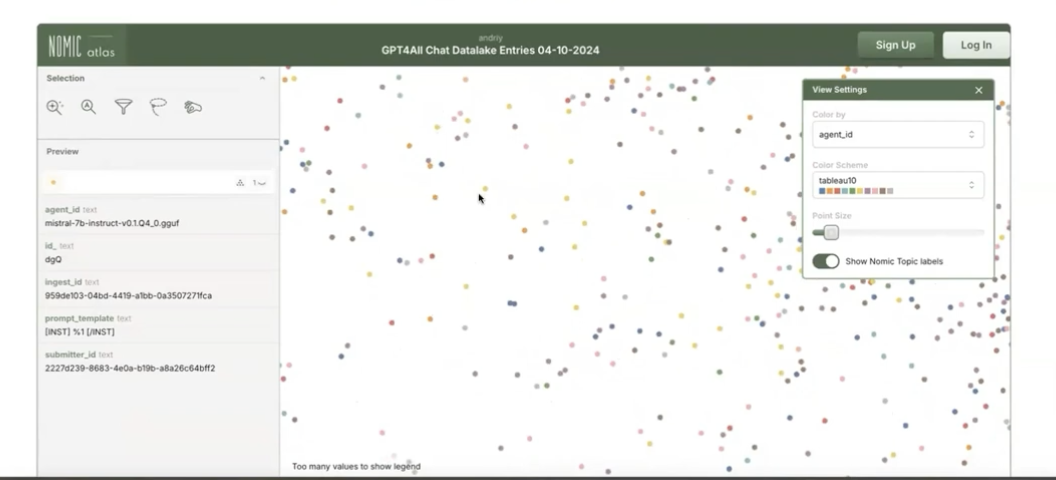 NOMIC atlas
andriy
GPT4All Chat Datalake Entries 04-10-2024
Sign Up
Log In
Selection
Preview
1
agent_id text
mistral-7b-instruct-v0.1.Q4_0.gguf
id_ text
dgQ
ingest_id text
959de103-04bd-4419-a1bb-0a3507271fca
prompt_template text
[INST] %1 [/INST]
submitter_id text
2227d239-8683-4e0a-b19b-a8a26c64bff2
View Settings
Color by
agent_id
Color Scheme
tableau10
Point Size
Show Nomic Topic labels
Too many values to show legend